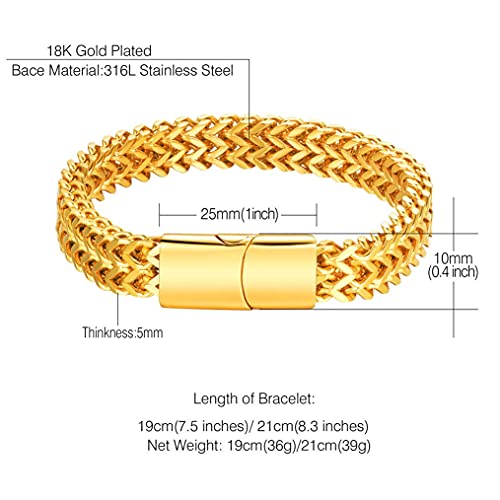 18K Gold Plated
Bace Material:316L Stainless Steel
25mm(1inch)
10mm
(0.4 inch)
Thinkness:5mm
Length of Bracelet:
19cm(7.5 inches)/ 21cm(8.3 inches)
Net Weight: 19cm(36g)/21cm(39g)